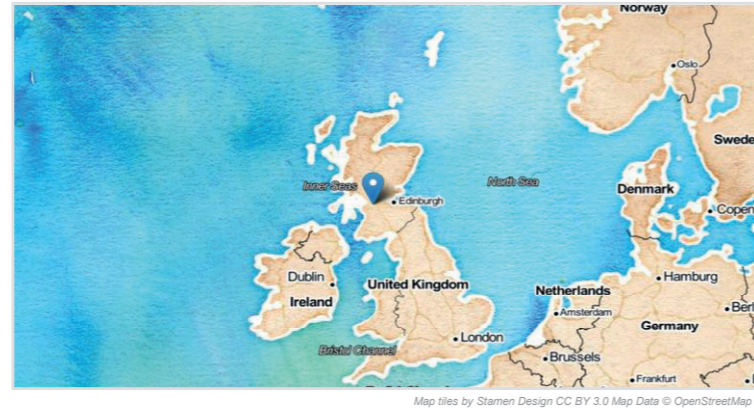 Norway
Oslo
Swede
Inner Seas
North Sea
Denmark
Edinburgh
Copen
Dublin
United Kingdom
Hamburg
Netherlands
Ireland
Berl
Amsterdam
Germany
London
Bristol Channel
Brussels
Frankfurt
Map tiles by Stamen Design CC BY 3.0 Map Data © OpenStreetMap